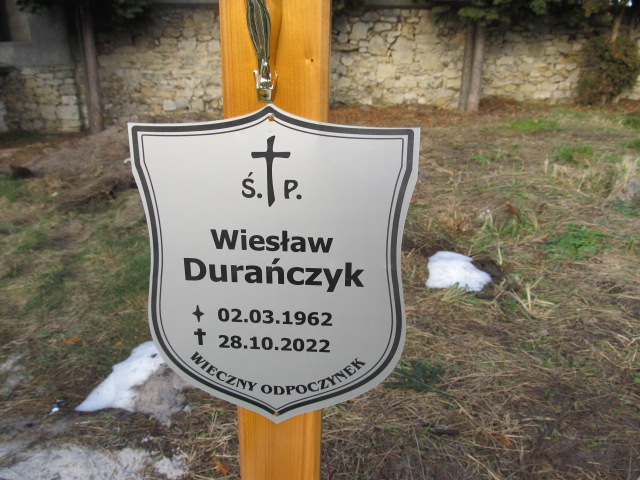 Ś. P.
Wiesław
Durańczyk
02.03.1962
28.10.2022
WIECZNY ODPOCZYNEK